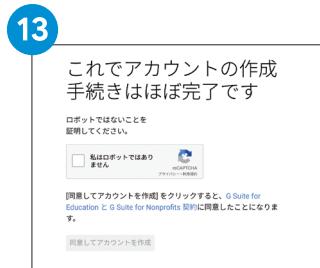 13
これでアカウントの作成
手続きはほぼ完了です
ロボットではないことを
証明してください。
私はロボットではあり
ません
reCAPTCHA
プライバシー・利用規約
[同意してアカウントを作成] をクリックすると、G Suite for
Education と G Suite for Nonprofits 契約に同意したことになりま
す。
同意してアカウントを作成